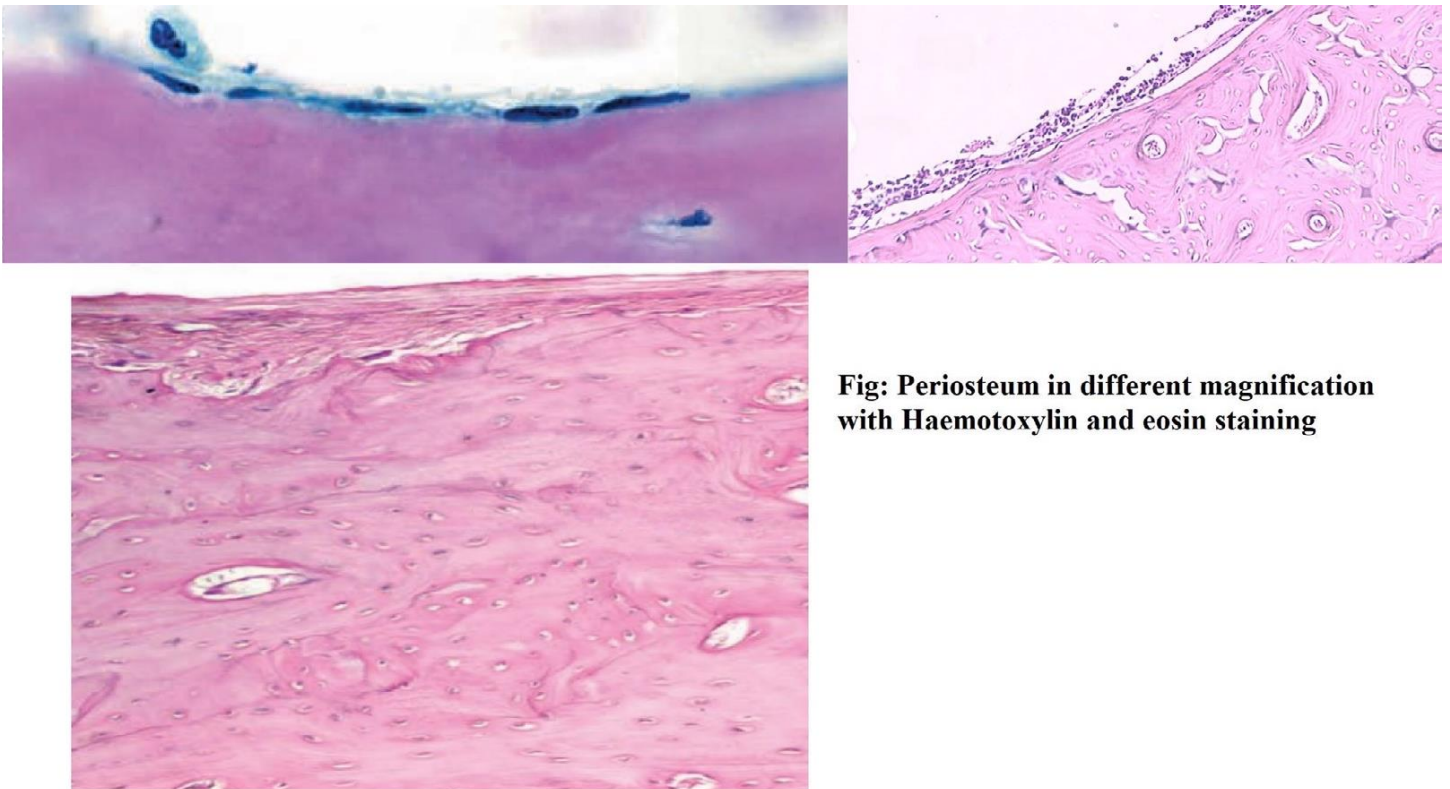 Fig: Periosteum in different magnification
with Haemotoxylin and eosin staining